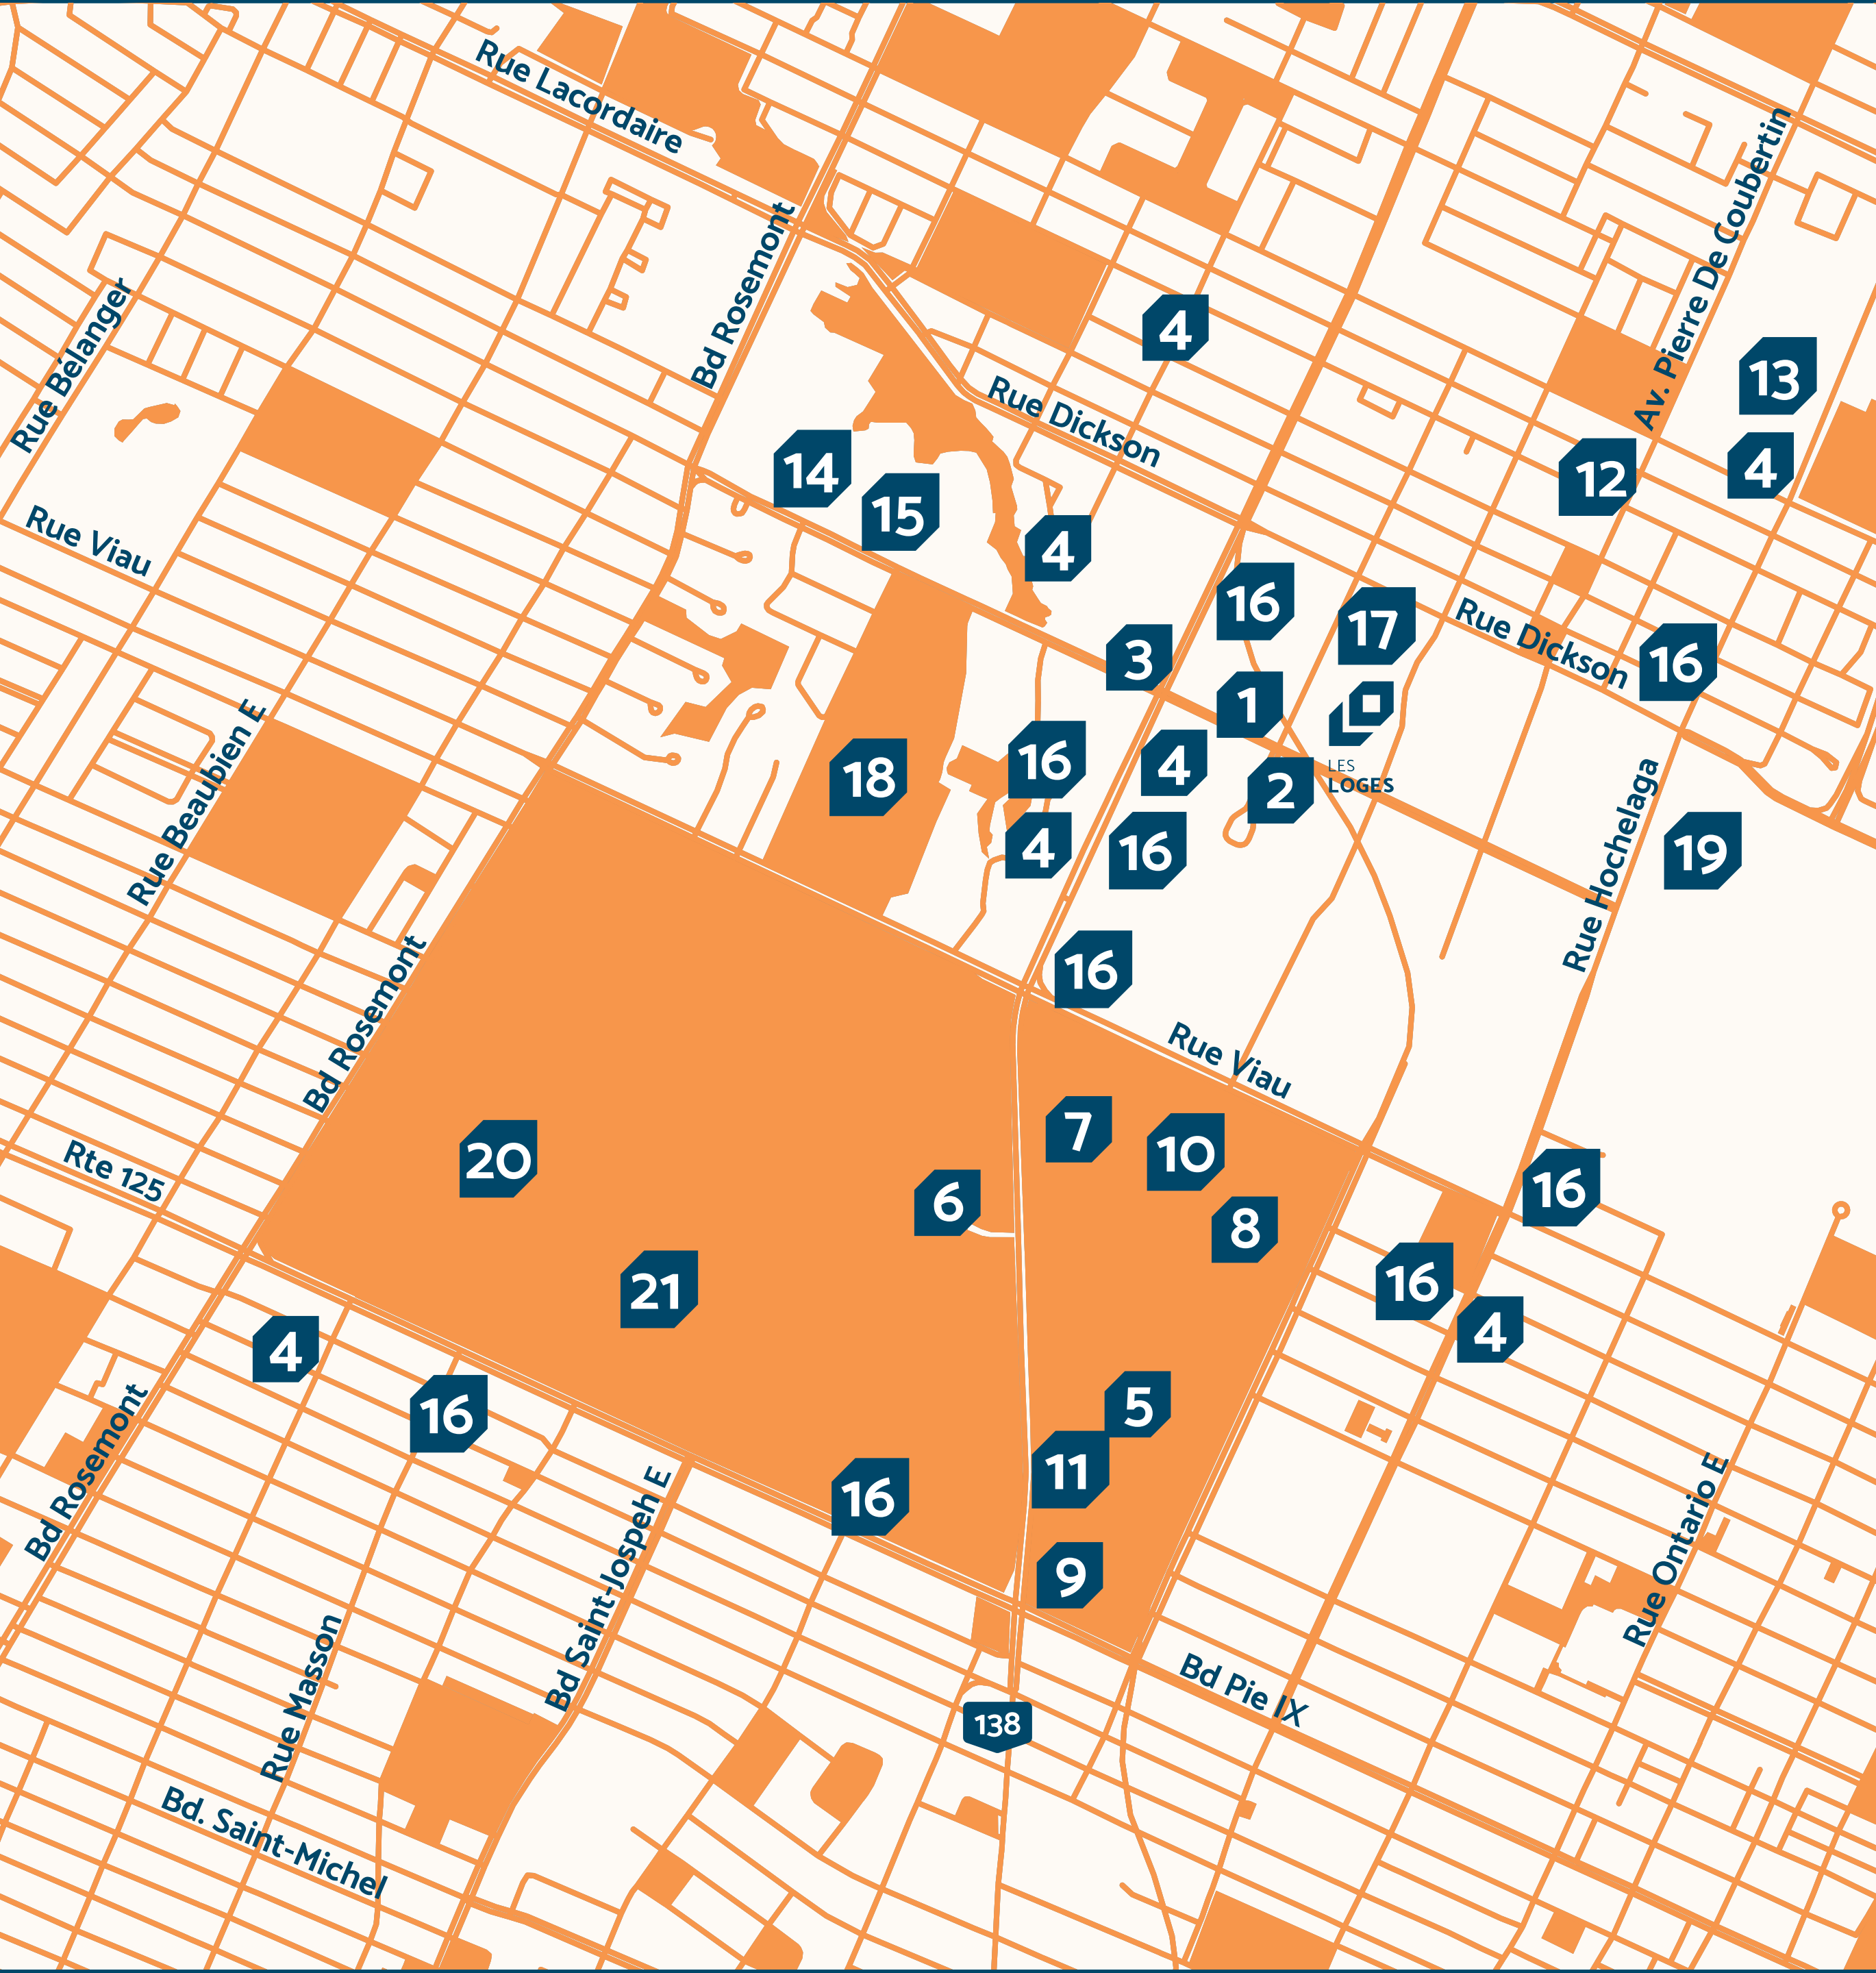 Rue Lacordaire
Av. Pierre De Coubertin
Bd Rosemont
Rue Bélanger
4
13
Rue Dickson
14
12
4
15
Rue Viau
4
16
17
Rue Dickson
3
16
1
Rue Beaubien E
16
4
18
2
LES
LOGES
Rue Hochelaga
4
16
19
Bd Rosemont
16
Rue Viau
7
10
20
Rte 125
16
6
8
21
16
4
4
16
5
Bd Rosemont
11
16
Bd Saint-Jospeh E
Rue Ontario E
9
Rue Masson
Bd Pie IX
138
Bd. Saint-Michel